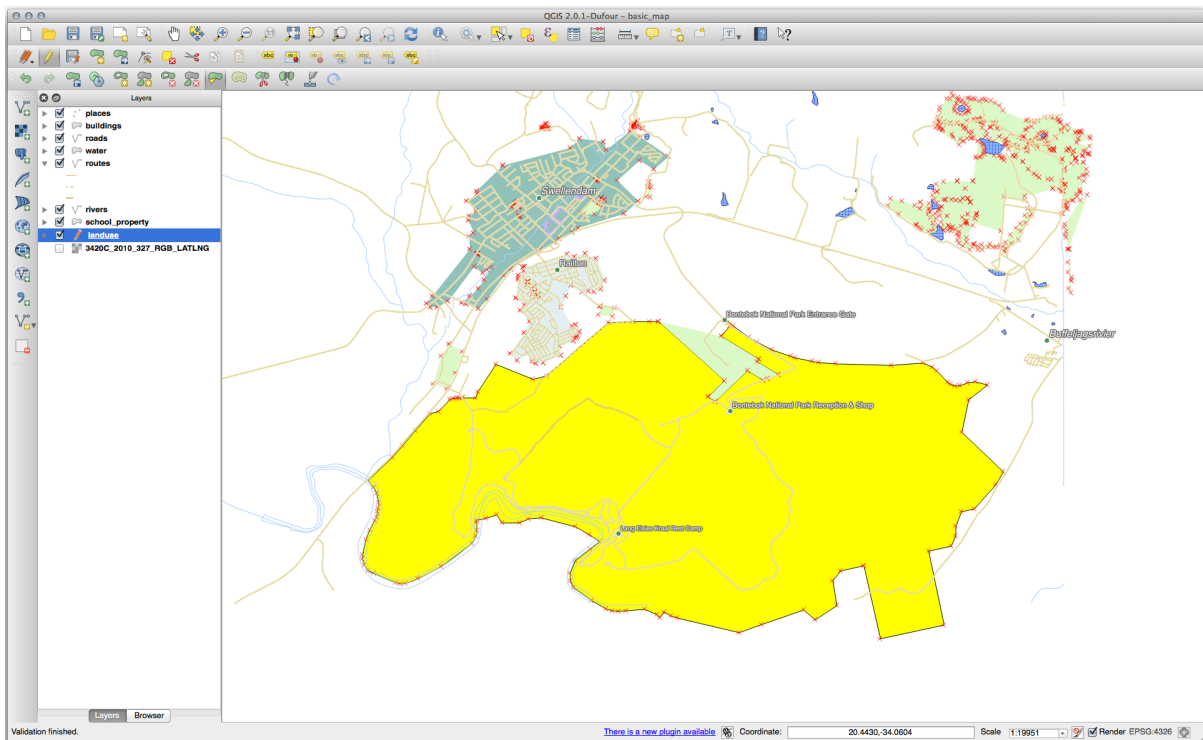 QGIS 2.0.1-Dufour - basic_map
Layers
places
buildings
roads
water
routes
rivers
school_property
landuse
3420C_2010_327_RGB_LATLNG
Swellendam
Railton
Bontebok National Park Entrance Gate
Buffeljagsrivier
Bontebok National Park Reception & Shop
Lang Elsies Kraal Rest Camp
Layers Browser
Validation finished. There is a new plugin available Coordinate: 20.4430,-34.0604 Scale 1:19951 Render EPSG:4326